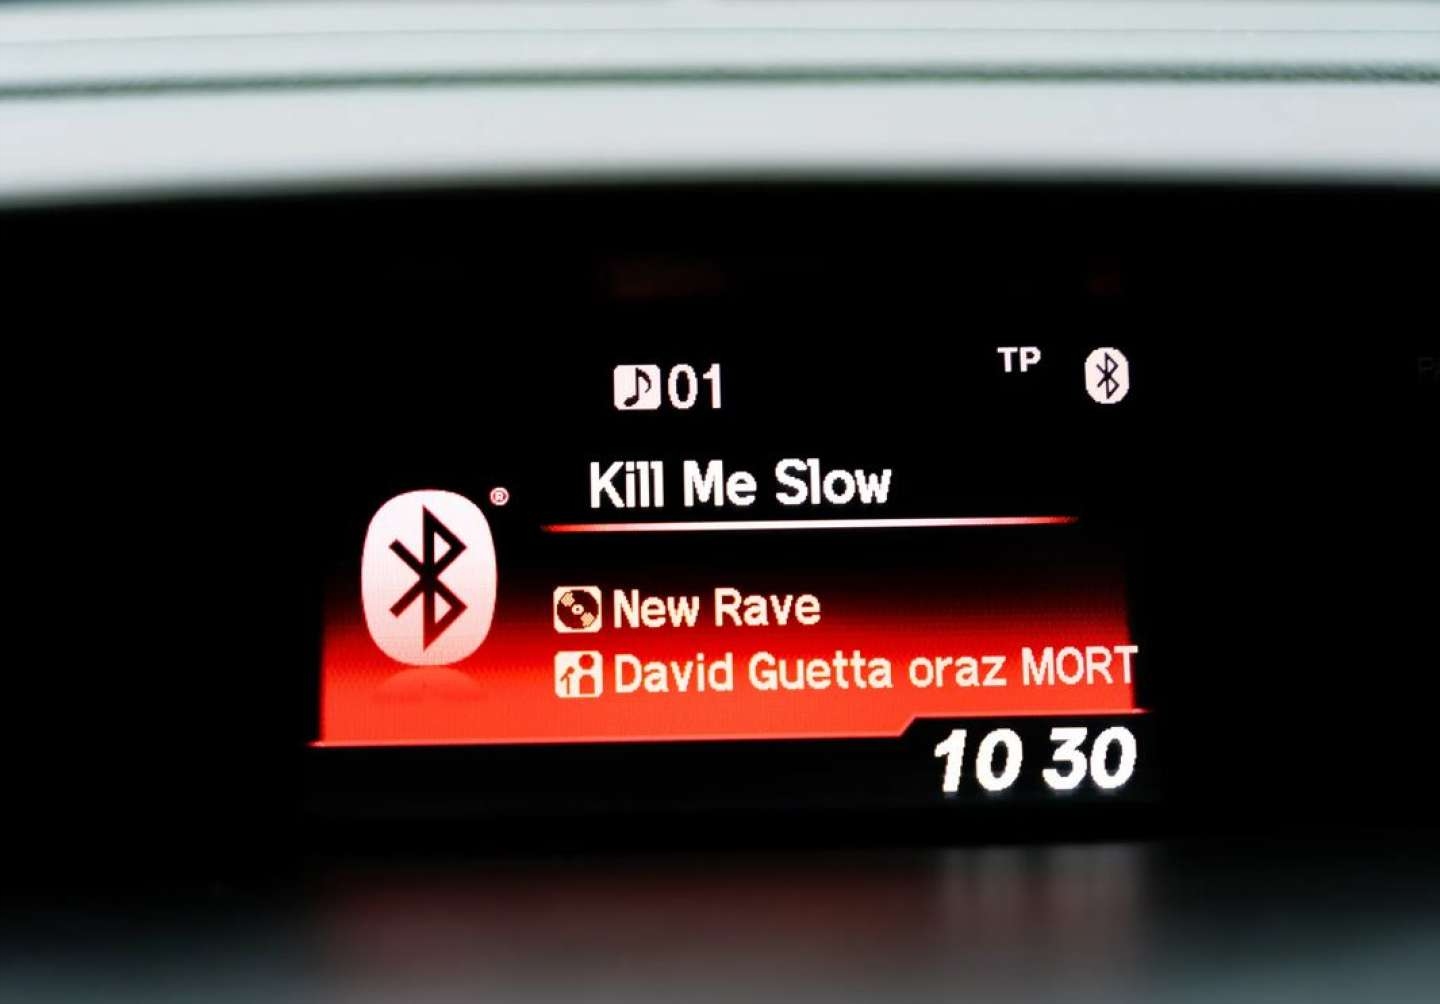 01
TP
Kill Me Slow
®
New Rave
David Guetta oraz MORT
10 30